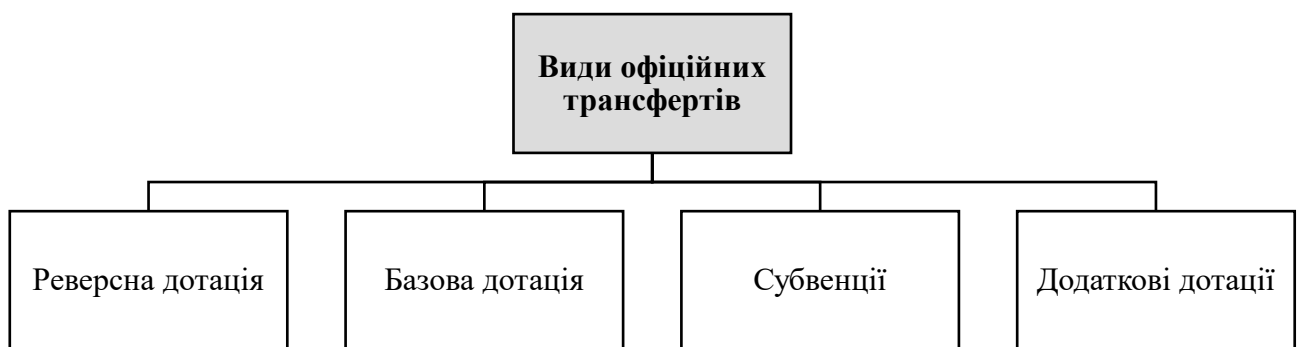 Види офіційних
трансфертів
Реверсна дотація
Базова дотація
Субвенції
Додаткові дотації